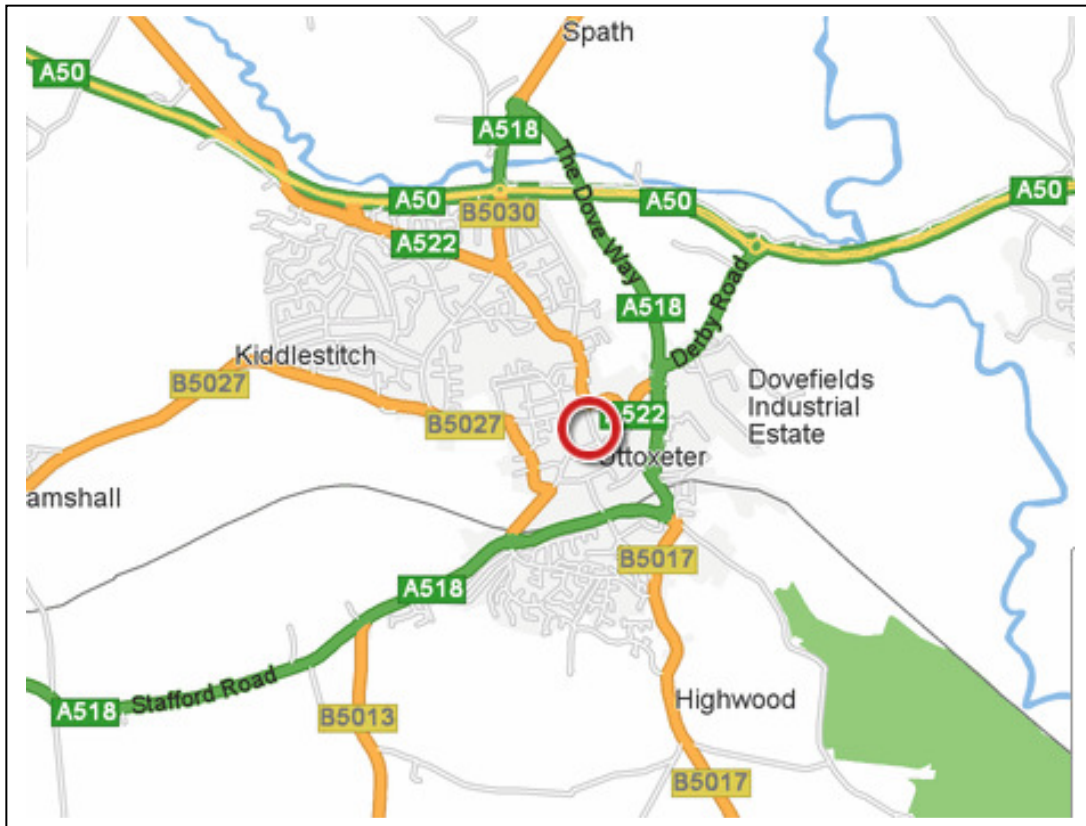 Spath
A50
A518
The Dove Way
A50
A50
A50
B5030
A522
A518
Derby Road
Kiddlestitch
B5027
B5027
Dovefields
Industrial
Estate
Uttoxeter
amshall
B5017
A518
Stafford Road
A518
B5013
Highwood
B5017